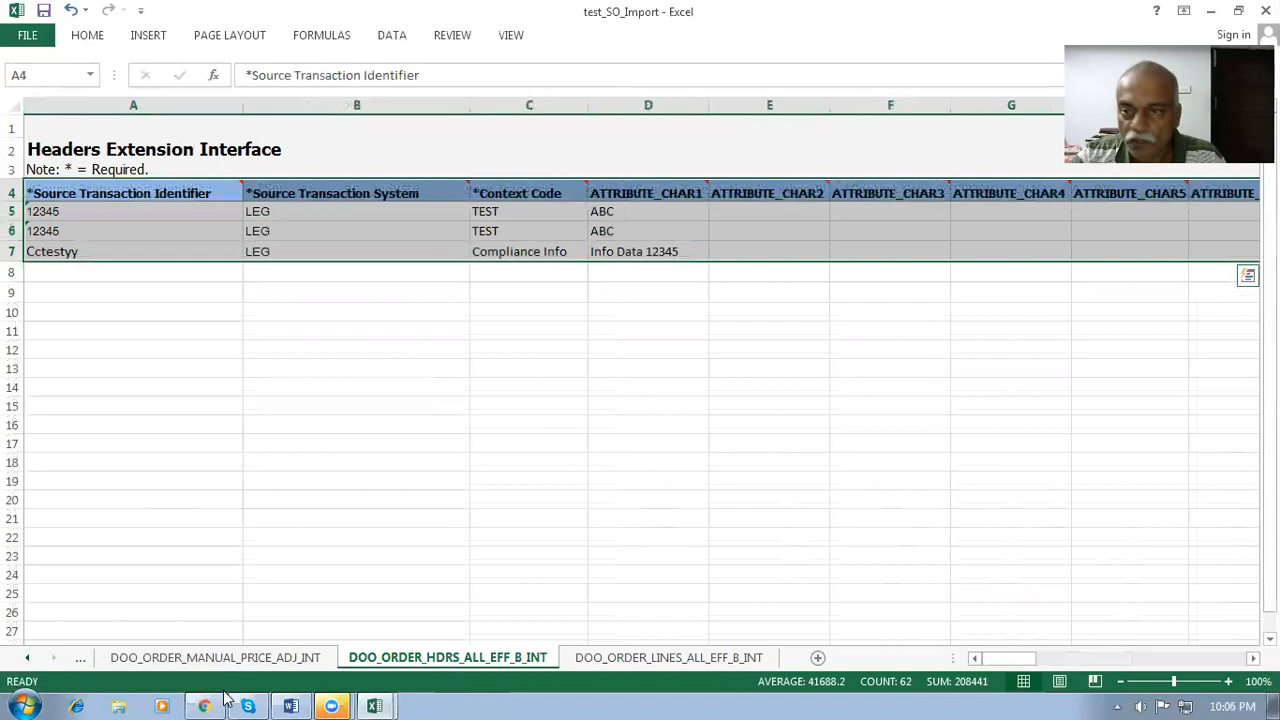 test_SO_Import - Excel
FILE HOME INSERT PAGE LAYOUT FORMULAS DATA REVIEW VIEW Sign in
A4 fx *Source Transaction Identifier
A B C D E F G
1
2 Headers Extension Interface
3 Note: * = Required.
4 *Source Transaction Identifier *Source Transaction System *Context Code ATTRIBUTE_CHAR1 ATTRIBUTE_CHAR2 ATTRIBUTE_CHAR3 ATTRIBUTE_CHAR4 ATTRIBUTE_CHAR5 ATTRIBUTE_
5 12345 LEG TEST ABC
6 12345 LEG TEST ABC
7 Cctestyy LEG Compliance Info Info Data 12345
8
9
10
11
12
13
14
15
16
17
18
19
20
21
22
23
24
25
26
27
... DOO_ORDER_MANUAL_PRICE_ADJ_INT DOO_ORDER_HDRS_ALL_EFF_B_INT DOO_ORDER_LINES_ALL_EFF_B_INT
READY AVERAGE: 41688.2 COUNT: 62 SUM: 208441 100%
10:06 PM